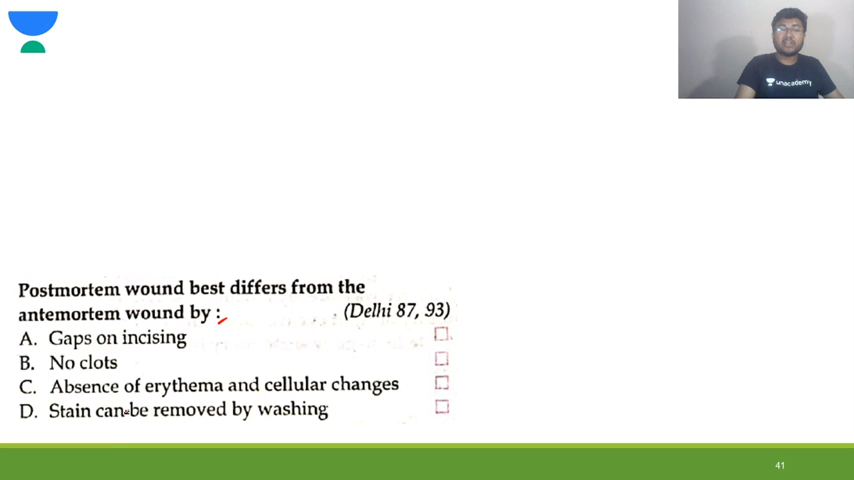 unacademy
Postmortem wound best differs from the
antemortem wound by :
(Delhi 87, 93)
A. Gaps on incising
B. No clots
C. Absence of erythema and cellular changes
D. Stain can be removed by washing
41